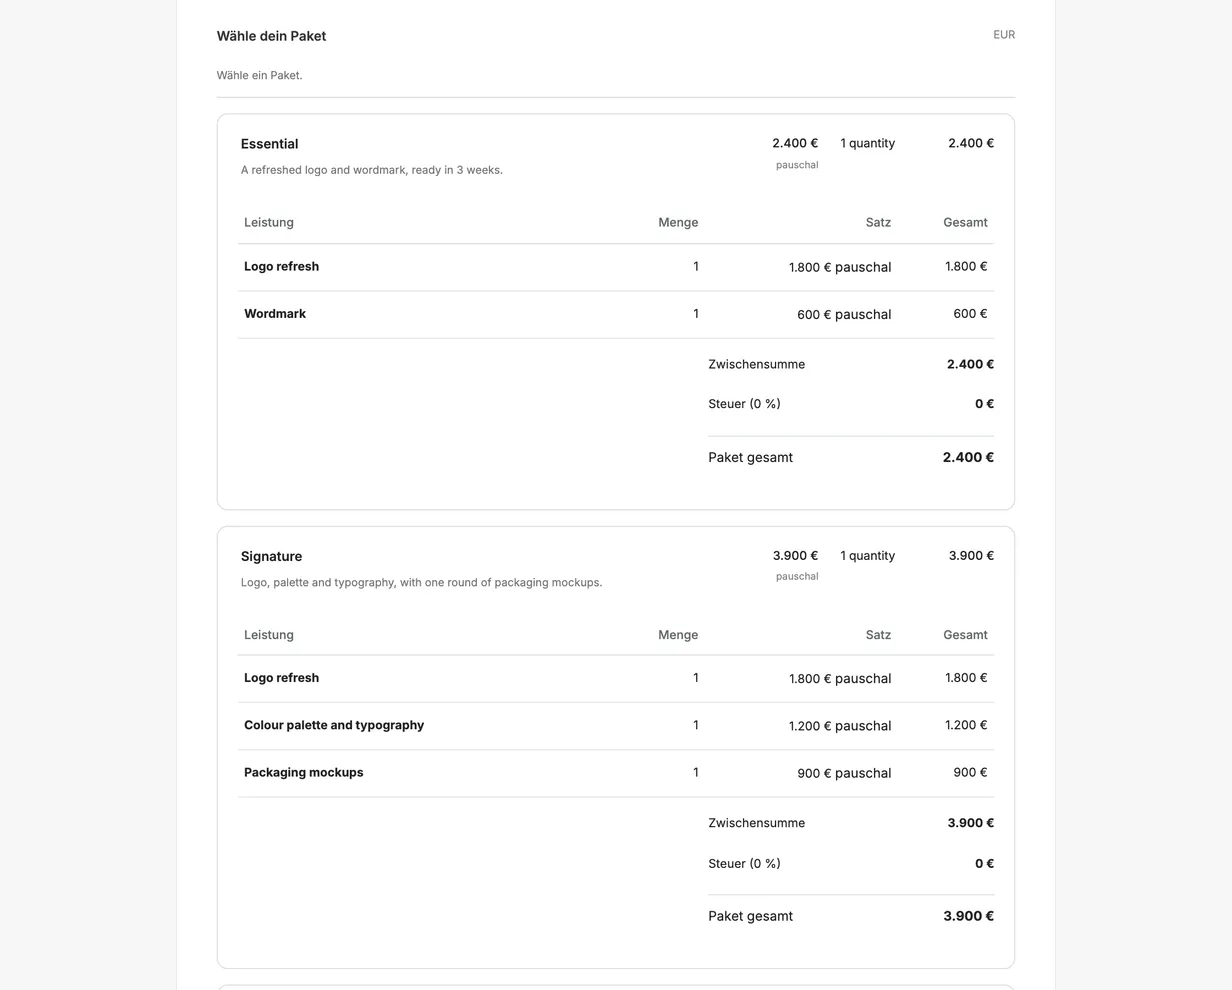 Wähle dein Paket EUR
Wähle ein Paket.
Essential 2.400 € 1 quantity 2.400 €
A refreshed logo and wordmark, ready in 3 weeks. pauschal
Leistung Menge Satz Gesamt
Logo refresh 1 1.800 € pauschal 1.800 €
Wordmark 1 600 € pauschal 600 €
Zwischensumme 2.400 €
Steuer (0 %) 0 €
Paket gesamt 2.400 €
Signature 3.900 € 1 quantity 3.900 €
Logo, palette and typography, with one round of packaging mockups. pauschal
Leistung Menge Satz Gesamt
Logo refresh 1 1.800 € pauschal 1.800 €
Colour palette and typography 1 1.200 € pauschal 1.200 €
Packaging mockups 1 900 € pauschal 900 €
Zwischensumme 3.900 €
Steuer (0 %) 0 €
Paket gesamt 3.900 €